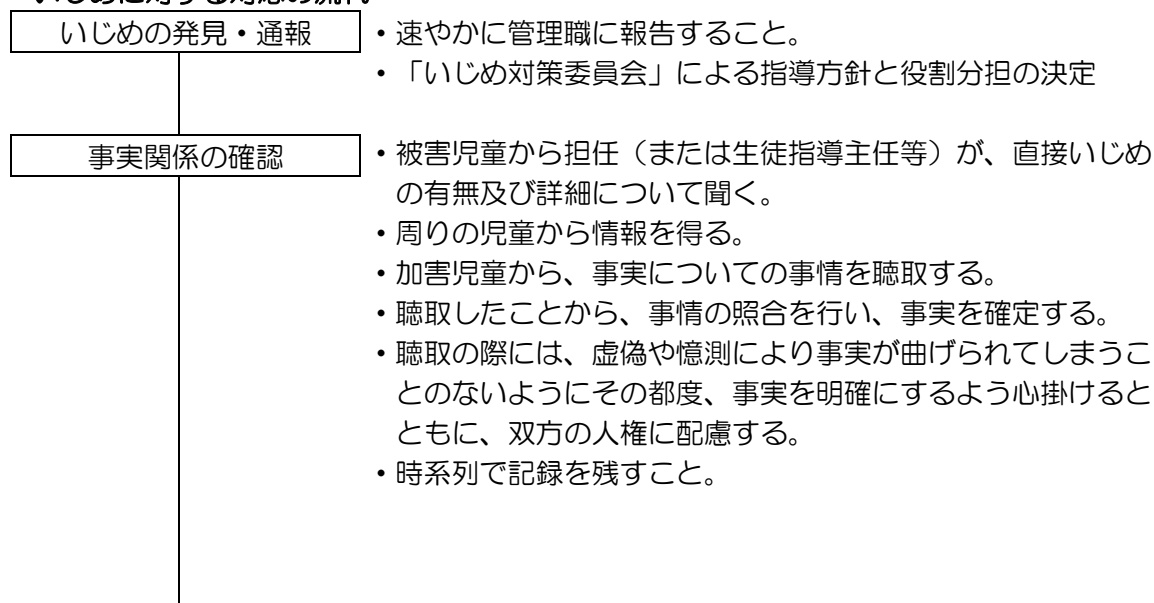 いじめの発見・通報
・速やかに管理職に報告すること。
・「いじめ対策委員会」による指導方針と役割分担の決定
事実関係の確認
・被害児童から担任（または生徒指導主任等）が、直接いじめ
の有無及び詳細について聞く。
・周りの児童から情報を得る。
・加害児童から、事実についての事情を聴取する。
・聴取したことから、事情の照合を行い、事実を確定する。
・聴取の際には、虚偽や憶測により事実が曲げられてしまうこ
とのないようにその都度、事実を明確にするよう心掛けると
ともに、双方の人権に配慮する。
・時系列で記録を残すこと。